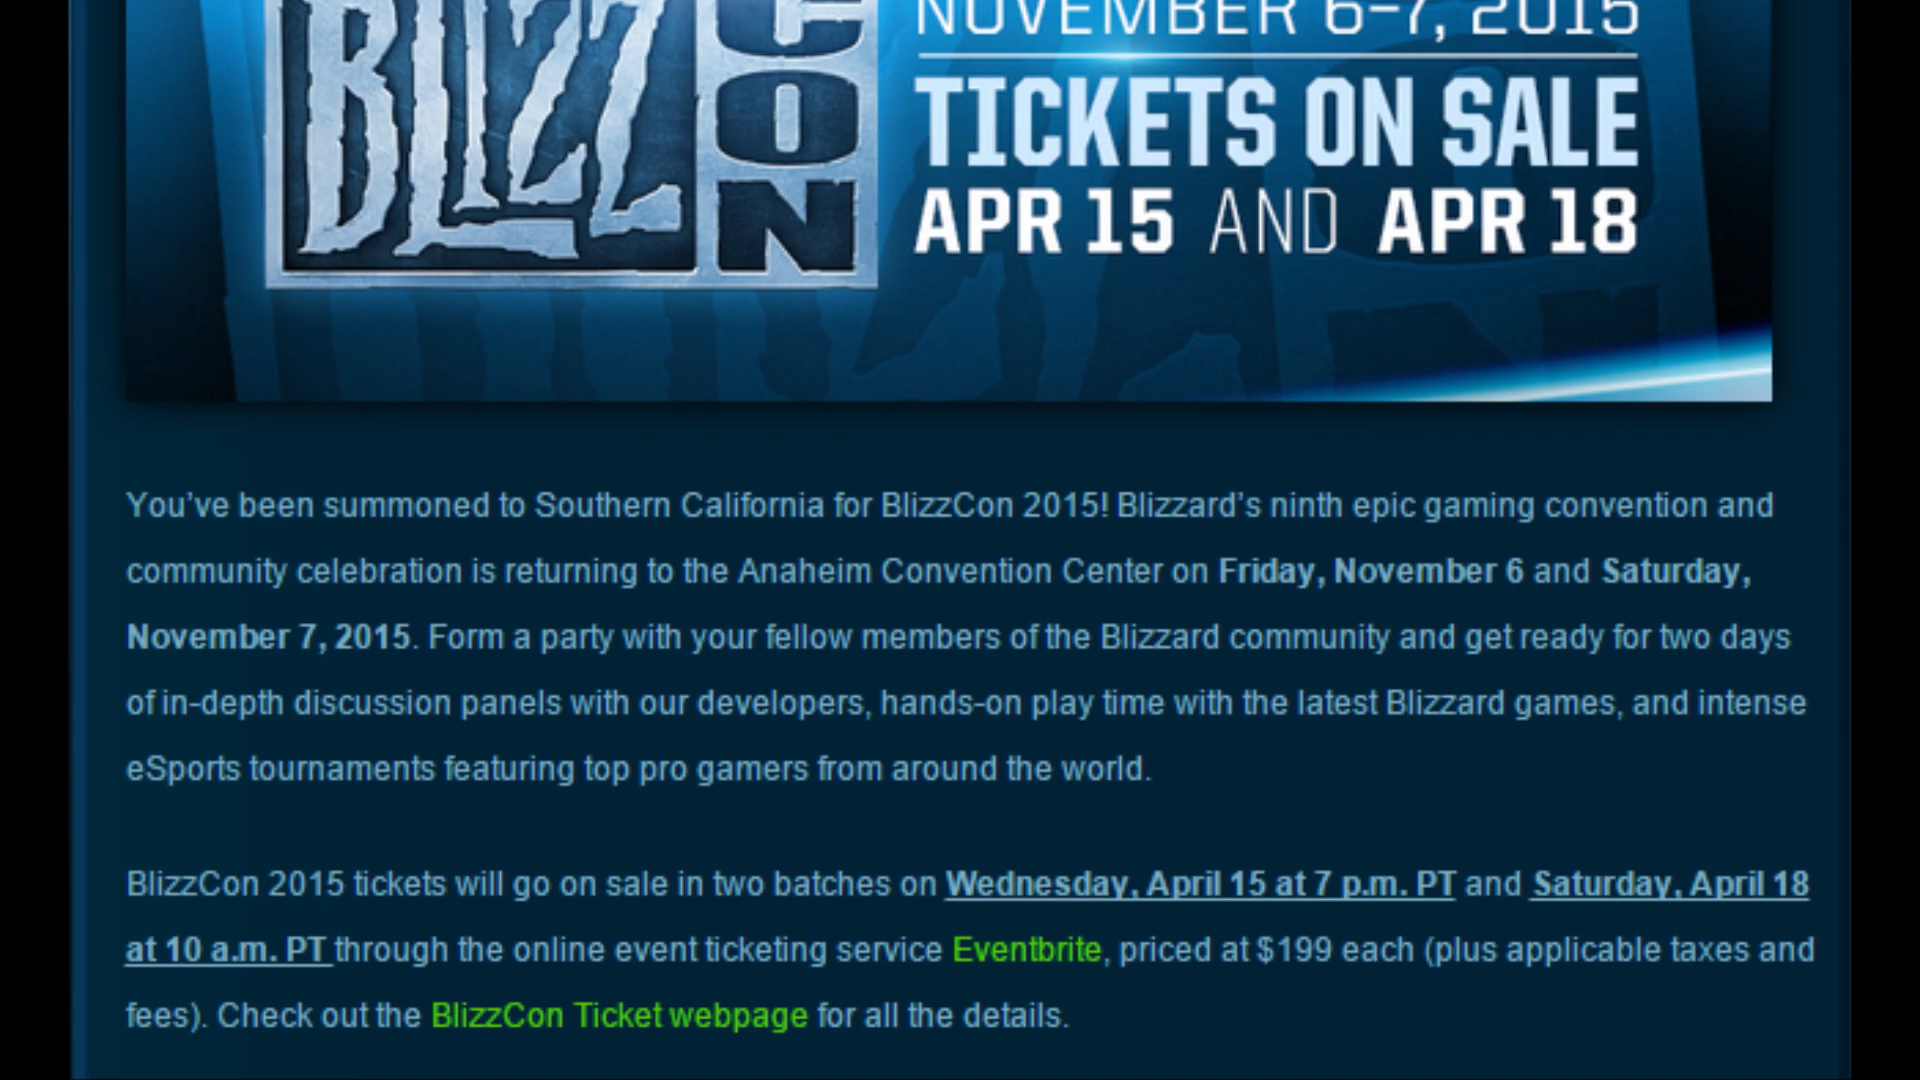 BLIZZ CON
NOVEMBER 6–7, 2015
TICKETS ON SALE
APR 15 AND APR 18
You’ve been summoned to Southern California for BlizzCon 2015! Blizzard’s ninth epic gaming convention and
community celebration is returning to the Anaheim Convention Center on Friday, November 6 and Saturday,
November 7, 2015. Form a party with your fellow members of the Blizzard community and get ready for two days
of in-depth discussion panels with our developers, hands-on play time with the latest Blizzard games, and intense
eSports tournaments featuring top pro gamers from around the world.
BlizzCon 2015 tickets will go on sale in two batches on Wednesday, April 15 at 7 p.m. PT and Saturday, April 18
at 10 a.m. PT through the online event ticketing service Eventbrite, priced at $199 each (plus applicable taxes and
fees). Check out the BlizzCon Ticket webpage for all the details.